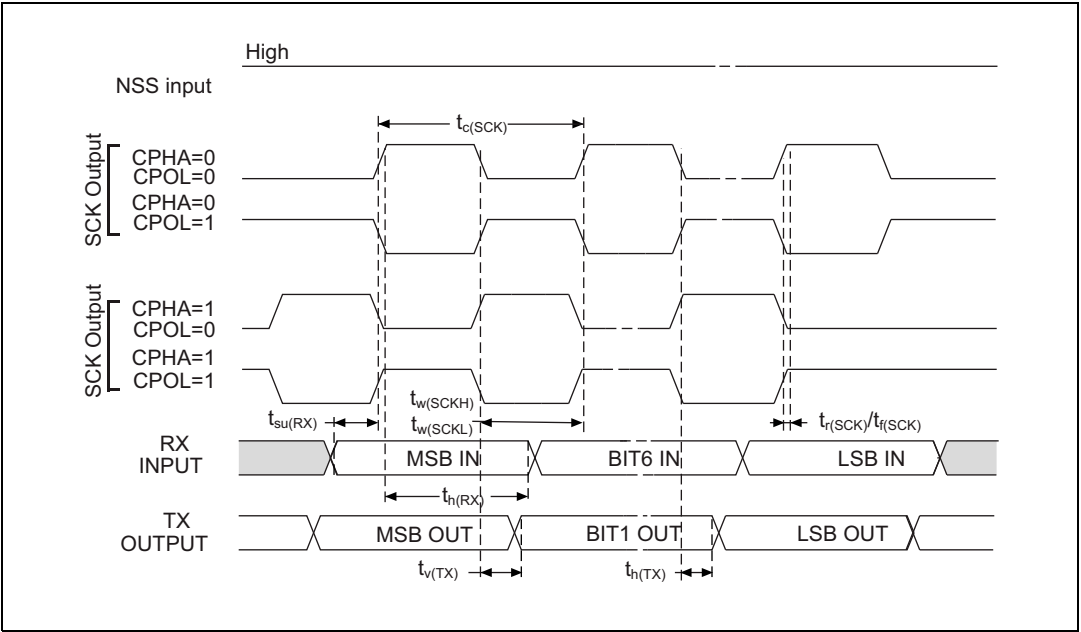 High
NSS input
tc(SCK)
SCK Output
CPHA=0
CPOL=0
CPHA=0
CPOL=1
SCK Output
CPHA=1
CPOL=0
CPHA=1
CPOL=1
tw(SCKH)
tw(SCKL)
tsu(RX)
tr(SCK)/tf(SCK)
RX
INPUT
MSB IN
BIT6 IN
LSB IN
th(RX)
TX
OUTPUT
MSB OUT
BIT1 OUT
LSB OUT
tv(TX)
th(TX)